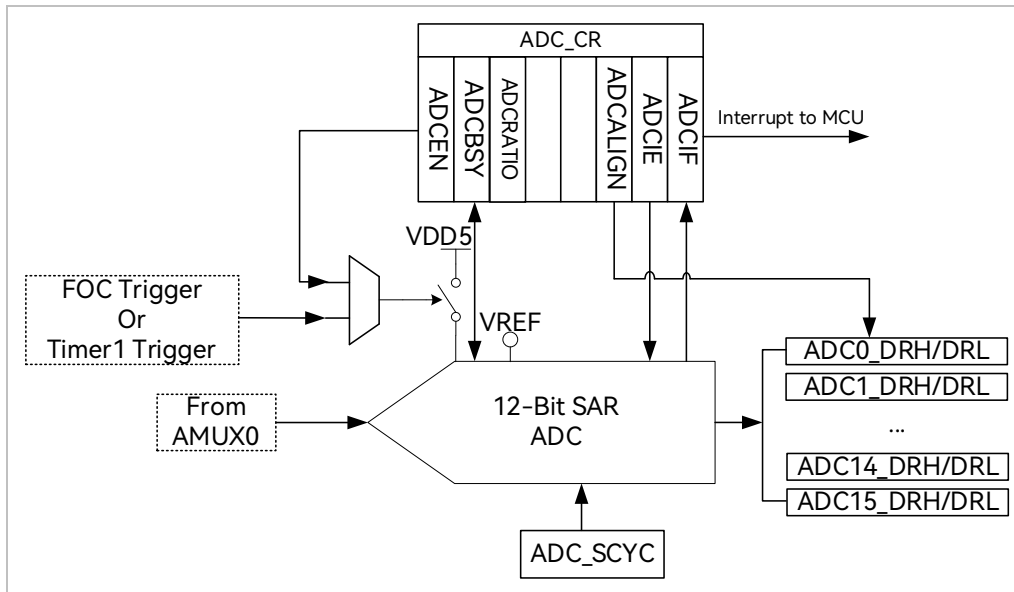 ADC_CR
ADCEN
ADCBSY
ADCRATIO
ADCALIGN
ADCIE
ADCIF
Interrupt to MCU
VDD5
FOC Trigger
Or
Timer1 Trigger
VREF
ADC0_DRH/DRL
ADC1_DRH/DRL
...
ADC14_DRH/DRL
ADC15_DRH/DRL
From
AMUX0
12-Bit SAR
ADC
ADC_SCYC